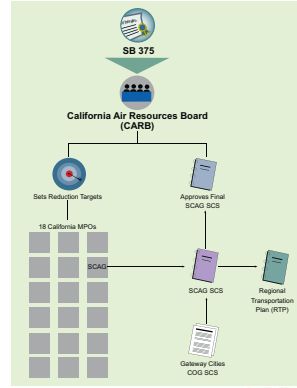 SB 375
California Air Resources Board
(CARB)
Sets Reduction Targets
Approves Final
SCAG SCS
18 California MPOs
SCAG
SCAG SCS
Regional
Transportation
Plan (RTP)
Gateway Cities
COG SCS